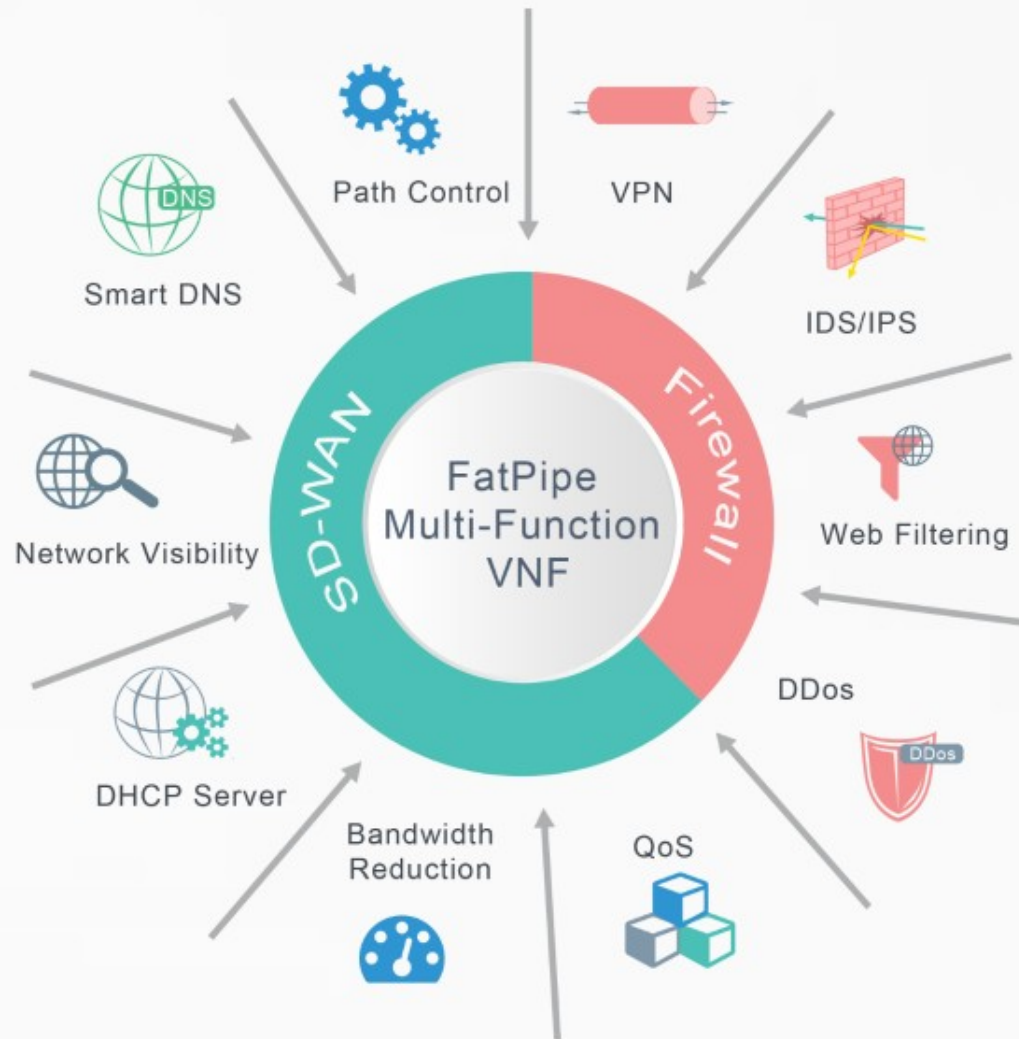 Path Control
VPN
DNS
Smart DNS
IDS/IPS
SD-WAN
Firewall
FatPipe
Multi-Function
VNF
Network Visibility
Web Filtering
DHCP Server
DDos
DDos
Bandwidth
Reduction
QoS